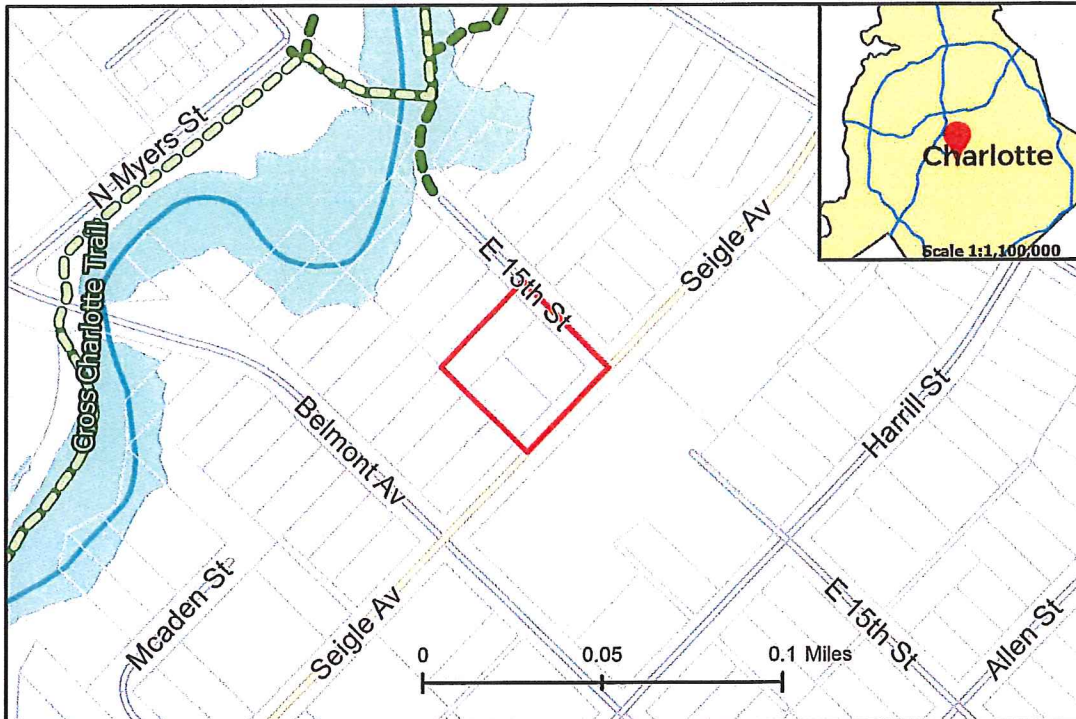 N Myers St
Cross Charlotte Trail
E 15th St
Seigle Av
Charlotte
Scale 1:1,100,000
Belmont Av
Harrill St
Mcaden St
Seigle Av
E 15th St
Allen St
0 0.05 0.1 Miles